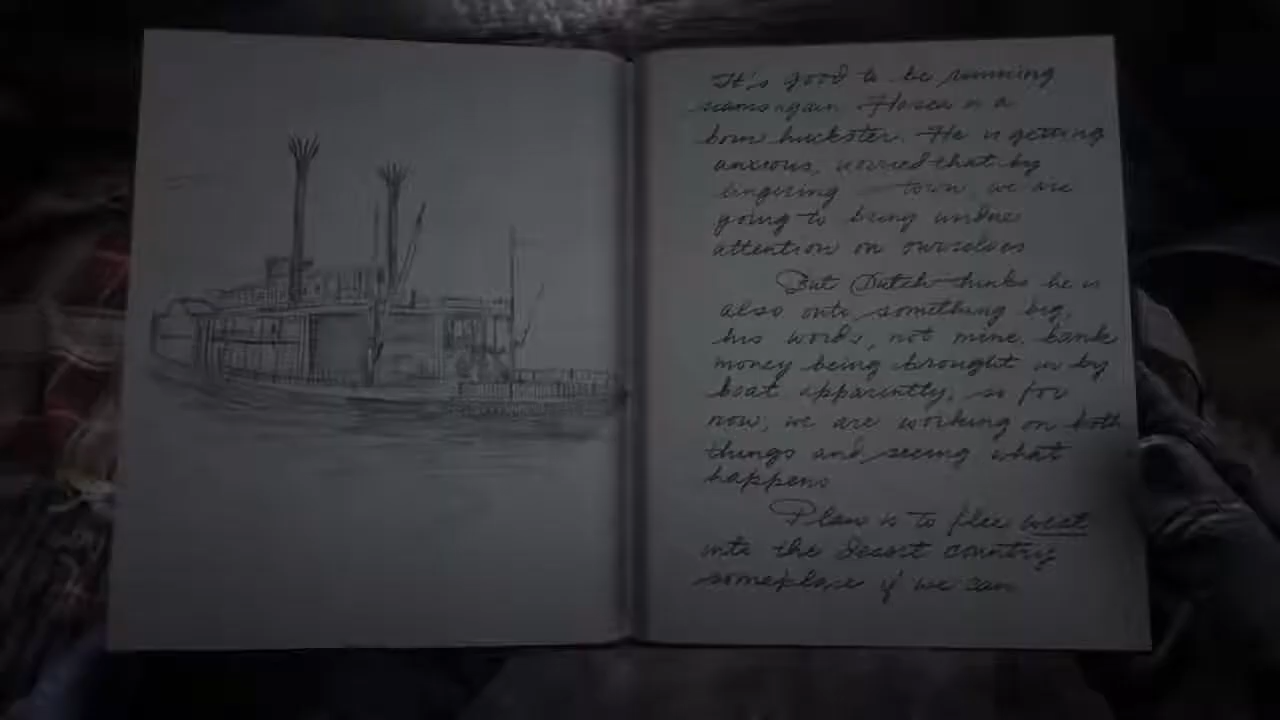 It's good to be running
scams again. Hosea is a
born huckster. He is getting
anxious, worried that by
lingering town, we are
going to bring undue
attention on ourselves
But Dutch thinks he is
also onto something big,
his words, not mine. bank
money being brought in by
boat apparently, so for
now, we are working on both
things and seeing what
happens
Plan is to flee west
into the desert country
someplace if we can